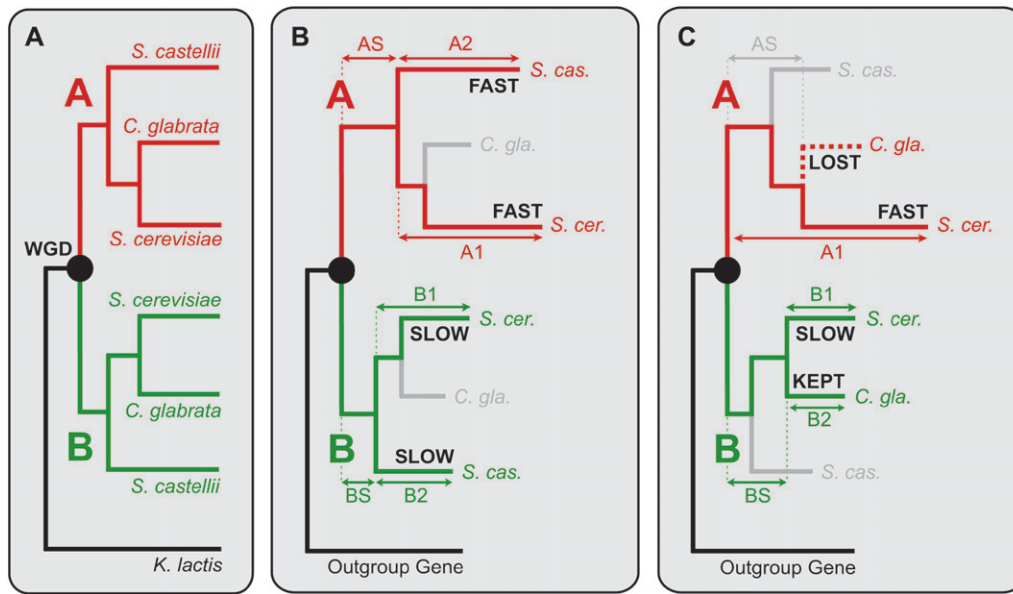 A
S. castellii
A
C. glabrata
S. cerevisiae
WGD
S. cerevisiae
C. glabrata
B
S. castellii
K. lactis
B
AS
A2
S. cas.
FAST
A
C. gla.
FAST
S. cer.
A1
B1
S. cer.
SLOW
C. gla.
B
SLOW
S. cas.
BS
B2
Outgroup Gene
C
AS
S. cas.
A
C. gla.
LOST
FAST
S. cer.
A1
B1
S. cer.
SLOW
KEPT
C. gla.
B2
B
S. cas.
BS
Outgroup Gene